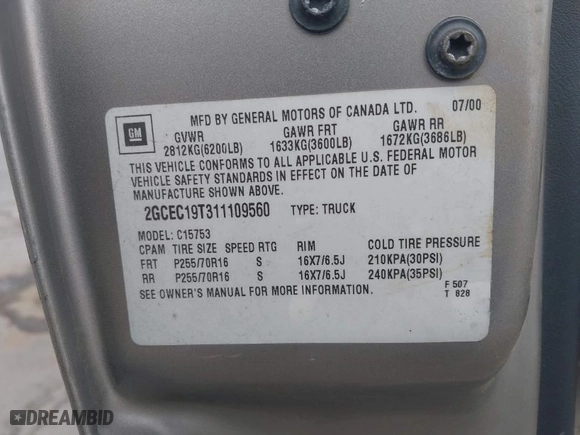 MFD BY GENERAL MOTORS OF CANADA LTD. 07/00
GM
GVWR GAWR FRT GAWR RR
2812KG(6200LB) 1633KG(3600LB) 1672KG(3686LB)
THIS VEHICLE CONFORMS TO ALL APPLICABLE U.S. FEDERAL MOTOR
VEHICLE SAFETY STANDARDS IN EFFECT ON THE DATE OF
MANUFACTURE SHOWN ABOVE.
2GCEC19T311109560 TYPE: TRUCK
MODEL: C15753
CPAM TIRE SIZE SPEED RTG RIM COLD TIRE PRESSURE
FRT P255/70R16 S 16X7/6.5J 210KPA(30PSI)
RR P255/70R16 S 16X7/6.5J 240KPA(35PSI)
SEE OWNER'S MANUAL FOR MORE INFORMATION.
F 507
T 828
DREAMBID